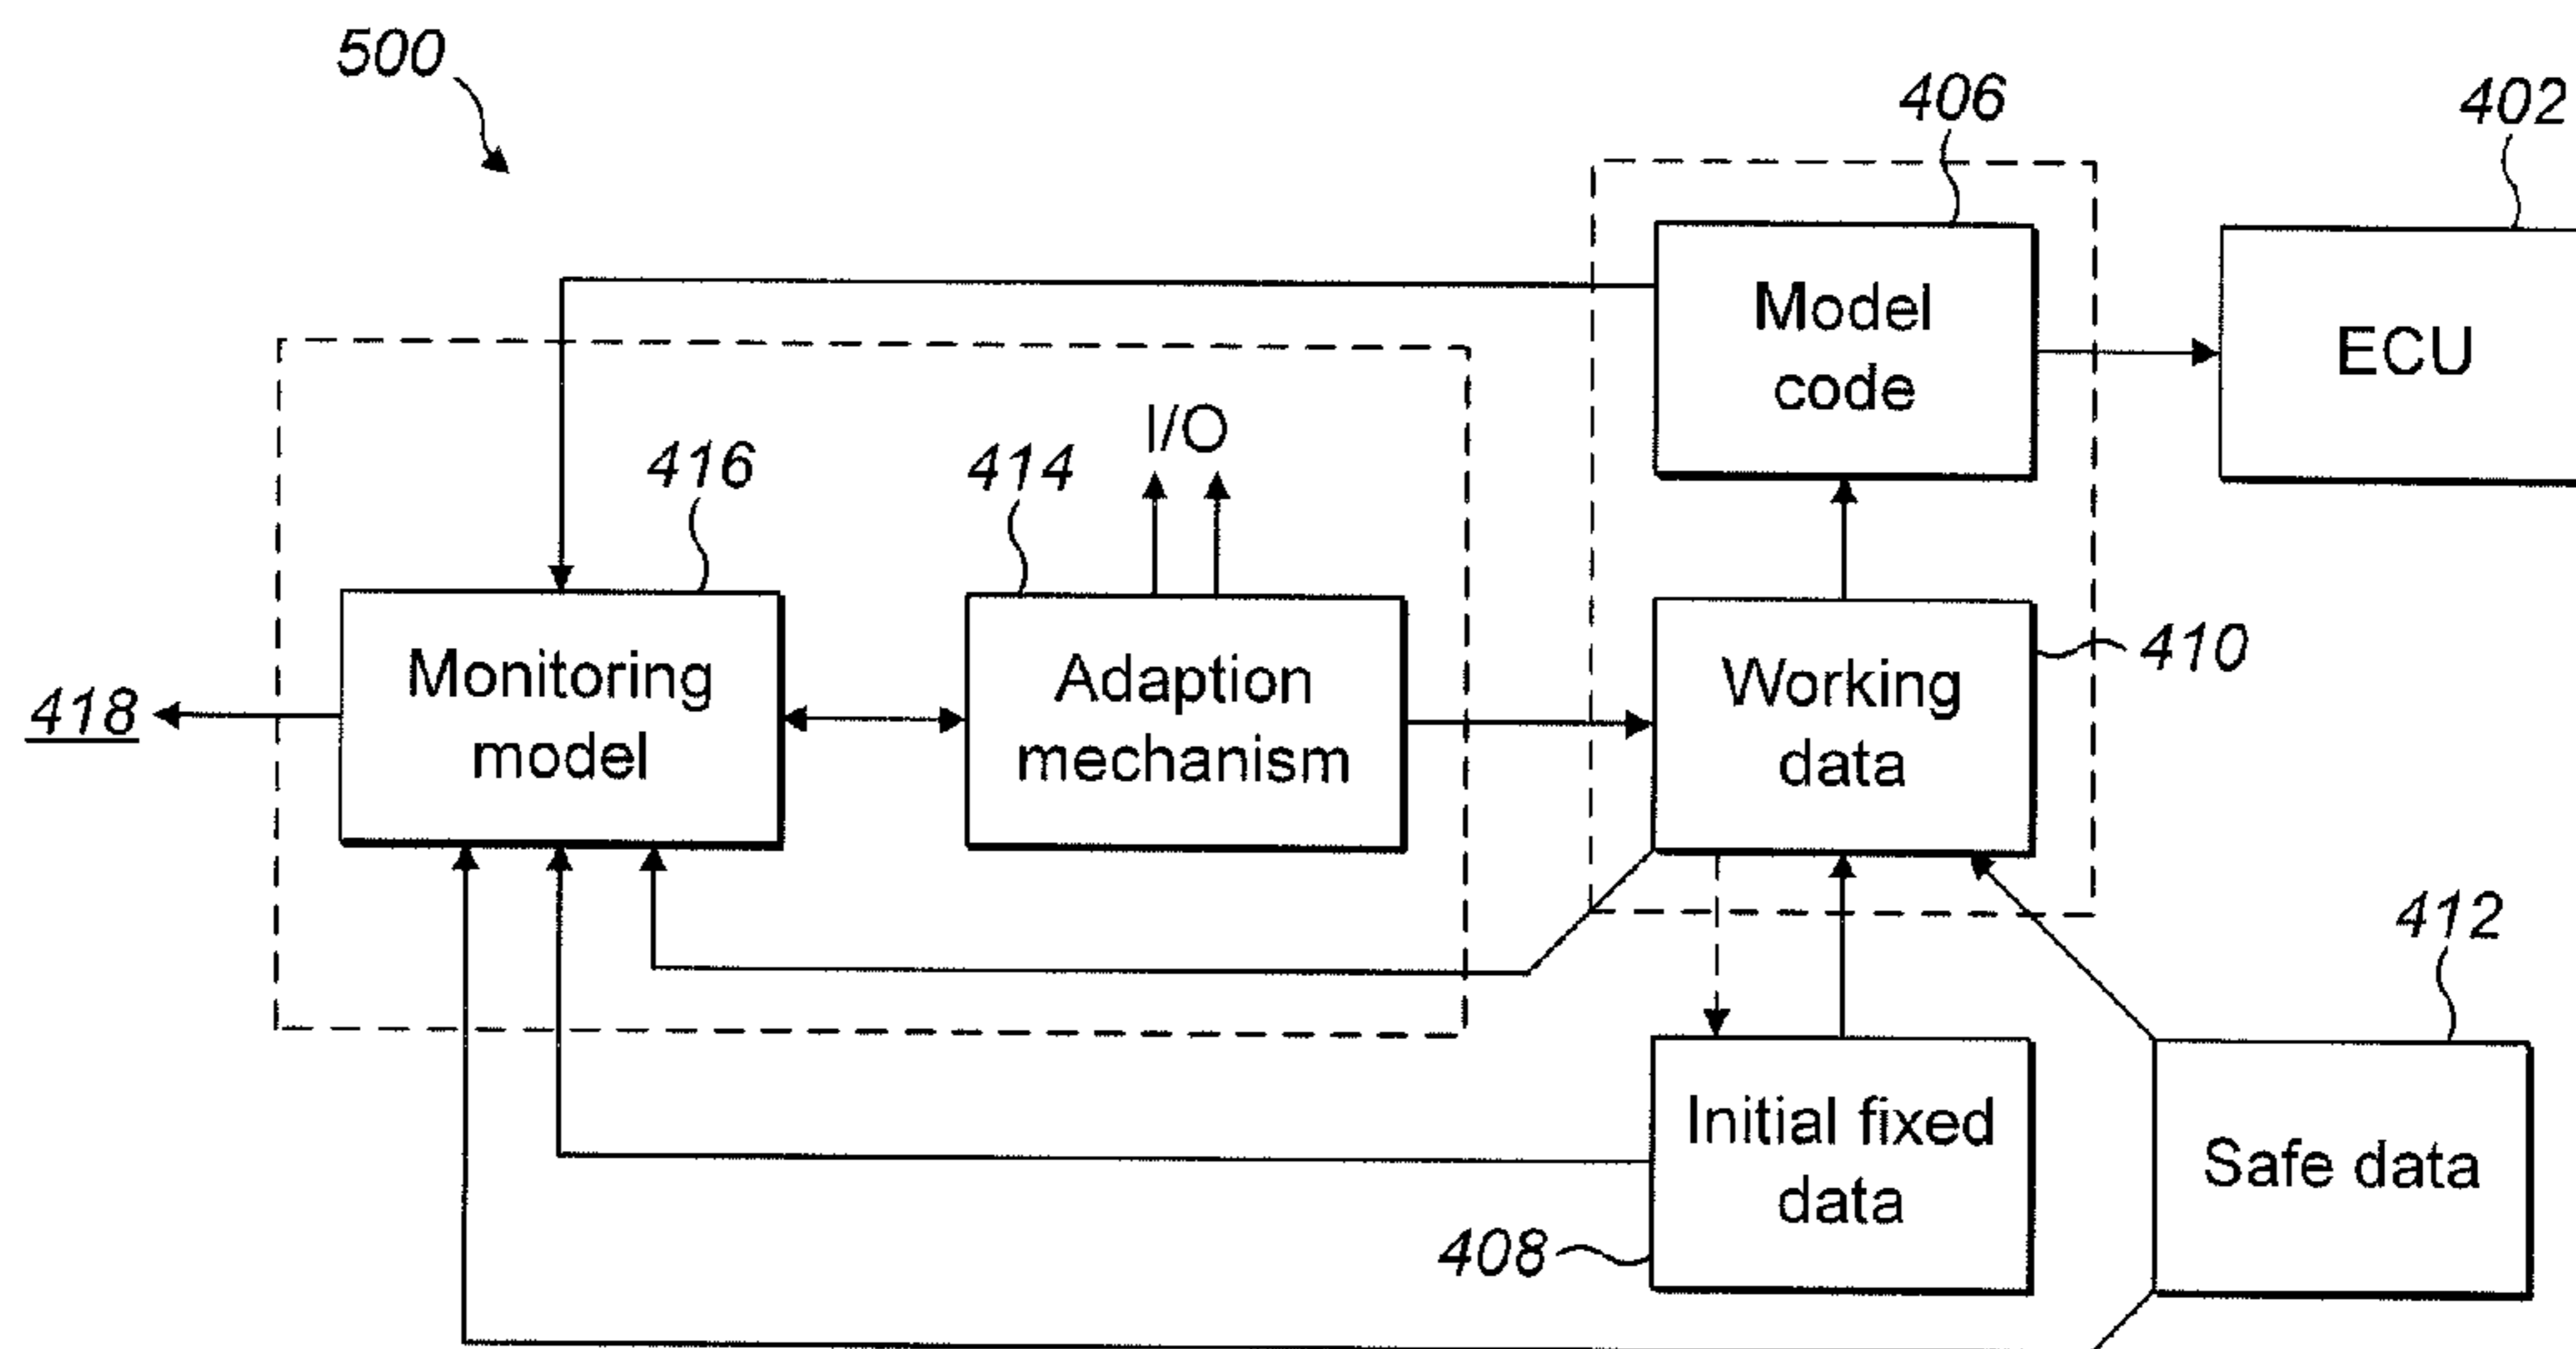 500
406
402
Model
code
ECU
I/O
416
414
Monitoring
model
Adaption
mechanism
Working
data
410
418
412
Initial fixed
data
Safe data
408